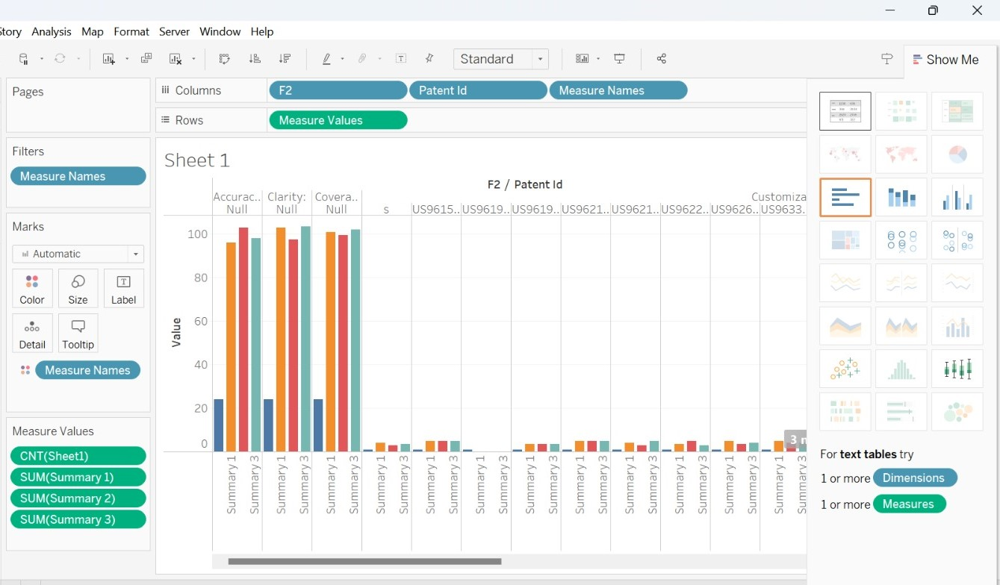 Story Analysis Map Format Server Window Help
Standard
Show Me
Pages
iii Columns F2 Patent Id Measure Names
Rows Measure Values
Filters
Measure Names
Sheet 1
F2 / Patent Id
Accurac.. Clarity: Covera.. Customiza
Null Null Null s US9615.. US9619.. US9619.. US9621.. US9621.. US9622.. US9626.. US9633.
Marks
Automatic
Color Size Label
Detail Tooltip
Measure Names
Value
100
80
60
40
20
0
3 n
Summary 1 Summary 3 Summary 1 Summary 3 Summary 1 Summary 3 Summary 1 Summary 3 Summary 1 Summary 3 Summary 1 Summary 3 Summary 1 Summary 3 Summary 1 Summary 3 Summary 1 Summary 3 Summary 1 Summary 3 Summary 1 Summary 3 Summary 1 Summary 3
Measure Values
CNT(Sheet1)
SUM(Summary 1)
SUM(Summary 2)
SUM(Summary 3)
For text tables try
1 or more Dimensions
1 or more Measures